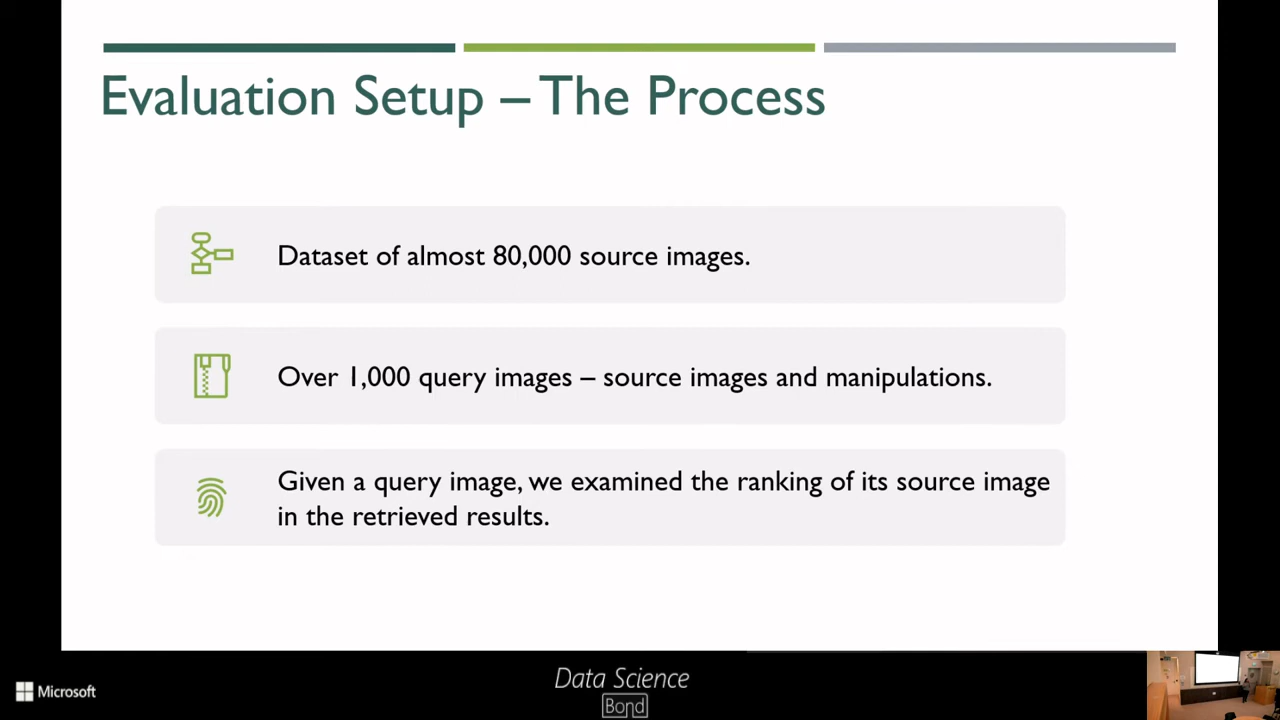 Evaluation Setup – The Process
Dataset of almost 80,000 source images.
Over 1,000 query images – source images and manipulations.
Given a query image, we examined the ranking of its source image
in the retrieved results.
Microsoft
Data Science
Bond